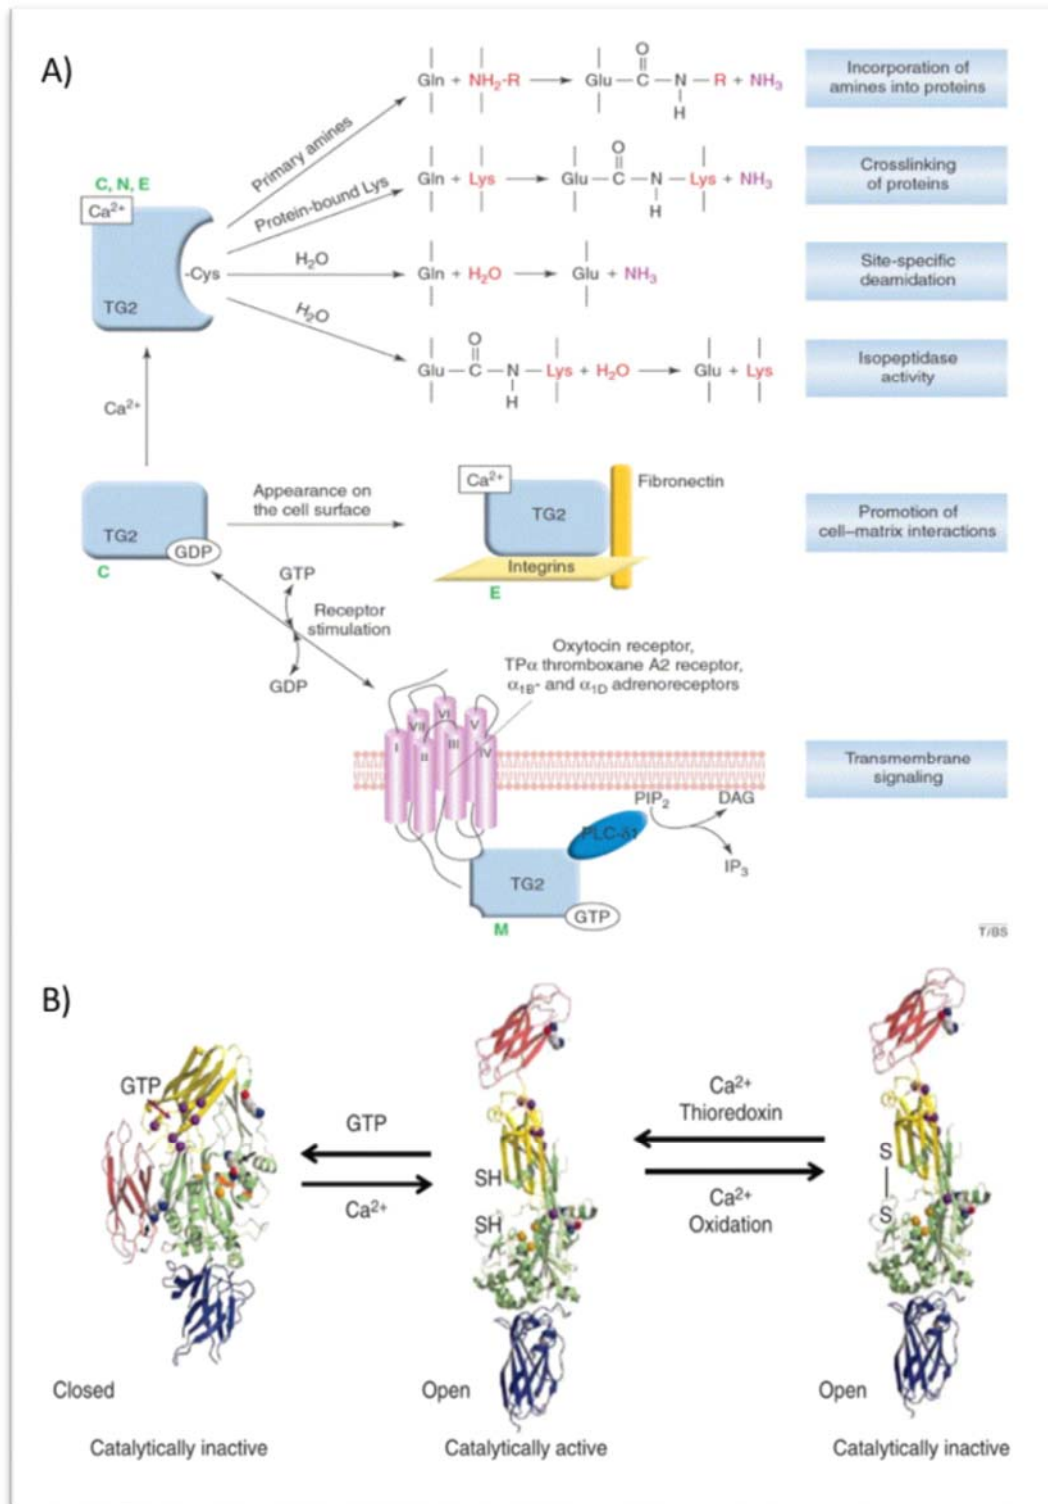 A)
Gln + NH₂-R → Glu—C—N—R + NH₃
O
H
Incorporation of
amines into proteins
Primary amines
C, N, E
Ca²⁺
Protein-bound Lys
Gln + Lys → Glu—C—N—Lys + NH₃
O
H
Crosslinking
of proteins
-Cys
TG2
H₂O
Gln + H₂O → Glu + NH₃
Site-specific
deamidation
H₂O
Glu—C—N—Lys + H₂O → Glu + Lys
O
H
Isopeptidase
activity
Ca²⁺
TG2
GDP
C
Appearance on
the cell surface
Ca²⁺
TG2
Fibronectin
Integrins
E
Promotion of
cell–matrix interactions
GTP
Receptor
stimulation
GDP
Oxytocin receptor,
TPα thromboxane A2 receptor,
α1B- and α1D adrenoreceptors
I
II
III
IV
V
VI
VII
Transmembrane
signaling
PIP₂
DAG
PLC-δ1
IP₃
TG2
GTP
M
T/BS
B)
GTP
GTP
Ca²⁺
SH
SH
Ca²⁺
Thioredoxin
Ca²⁺
Oxidation
S
S
Closed
Open
Open
Catalytically inactive
Catalytically active
Catalytically inactive